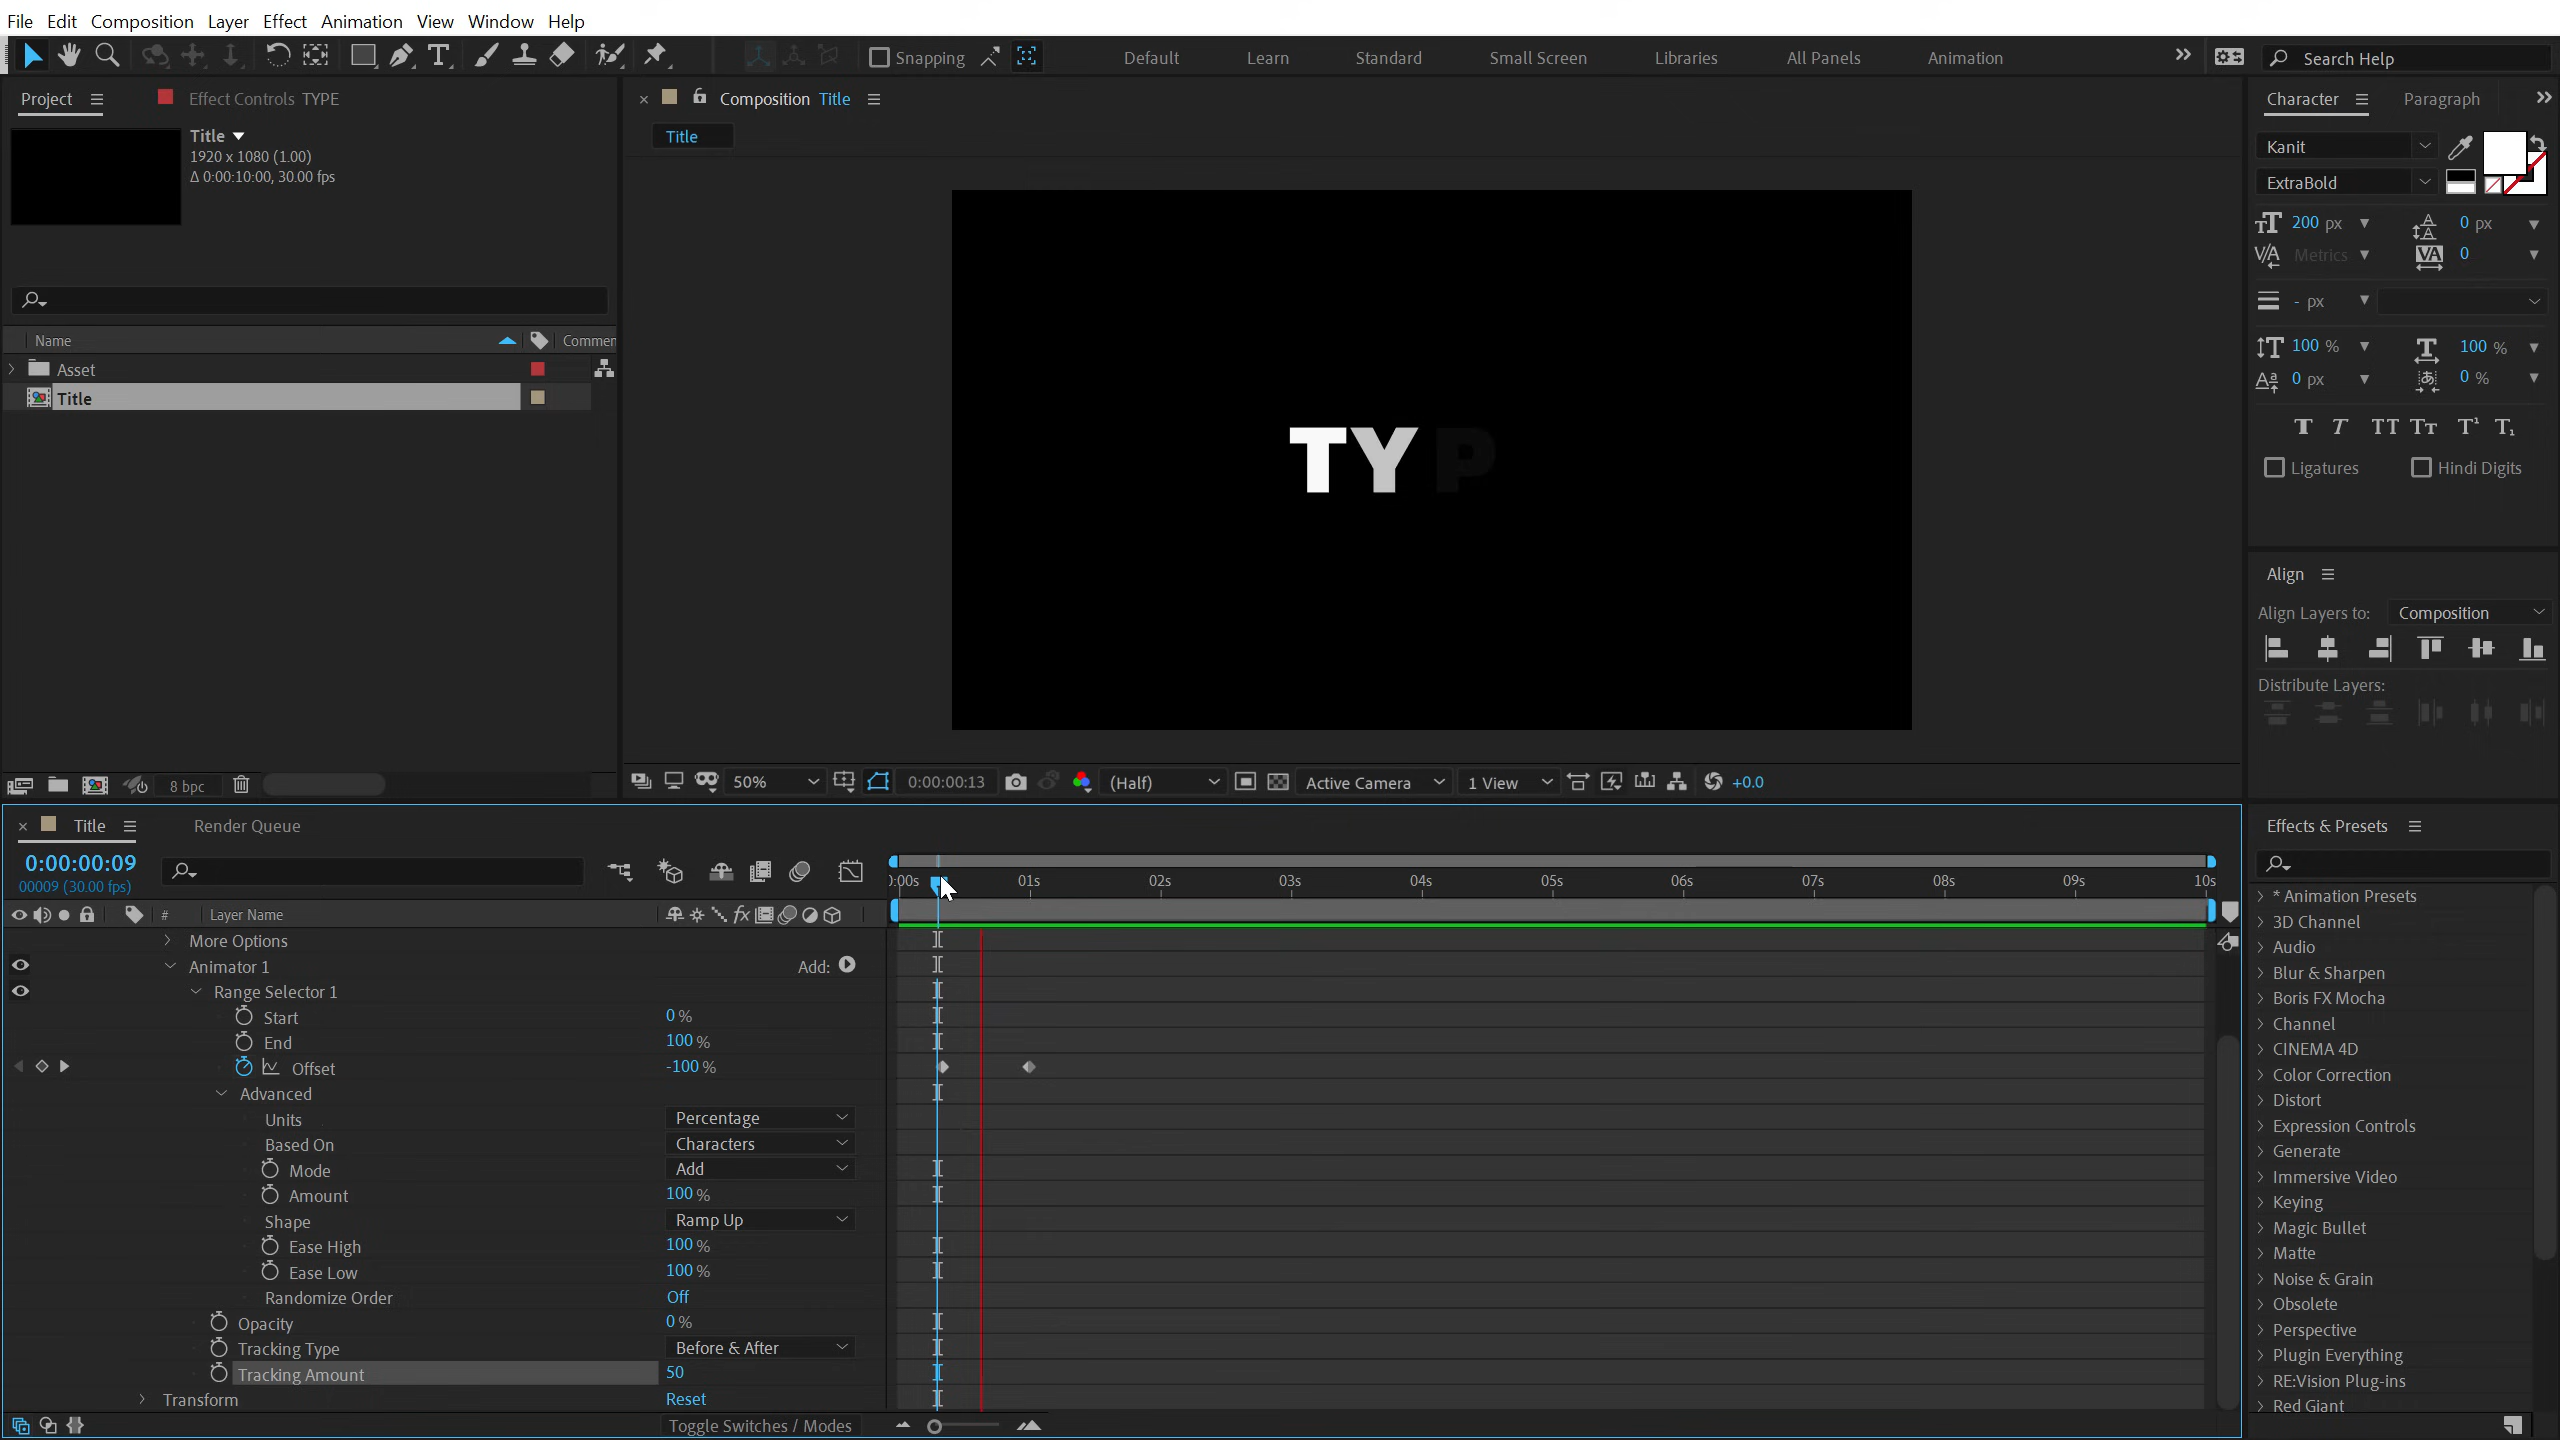 File Edit Composition Layer Effect Animation View Window Help
Snapping Default Learn Standard Small Screen Libraries All Panels Animation Search Help
Project Effect Controls TYPE
Title
1920 x 1080 (1.00)
Δ 0:00:10:00, 30.00 fps
Name Commen
Asset
Title
8 bpc
Composition Title
Title
TYP
50% 0:00:00:13 (Half) Active Camera 1 View +0.0
Character Paragraph
Kanit
ExtraBold
200 px 0 px
Metrics 0
- px
100 % 100 %
0 px 0 %
Ligatures Hindi Digits
Align
Align Layers to: Composition
Distribute Layers:
Title Render Queue
0:00:00:09
00009 (30.00 fps)
# Layer Name
):00s 01s 02s 03s 04s 05s 06s 07s 08s 09s 10s
More Options
Animator 1 Add:
Range Selector 1
Start 0 %
End 100 %
Offset -100 %
Advanced
Units Percentage
Based On Characters
Mode Add
Amount 100 %
Shape Ramp Up
Ease High 100 %
Ease Low 100 %
Randomize Order Off
Opacity 0 %
Tracking Type Before & After
Tracking Amount 50
Transform Reset
Toggle Switches / Modes
Effects & Presets
* Animation Presets
3D Channel
Audio
Blur & Sharpen
Boris FX Mocha
Channel
CINEMA 4D
Color Correction
Distort
Expression Controls
Generate
Immersive Video
Keying
Magic Bullet
Matte
Noise & Grain
Obsolete
Perspective
Plugin Everything
RE:Vision Plug-ins
Red Giant